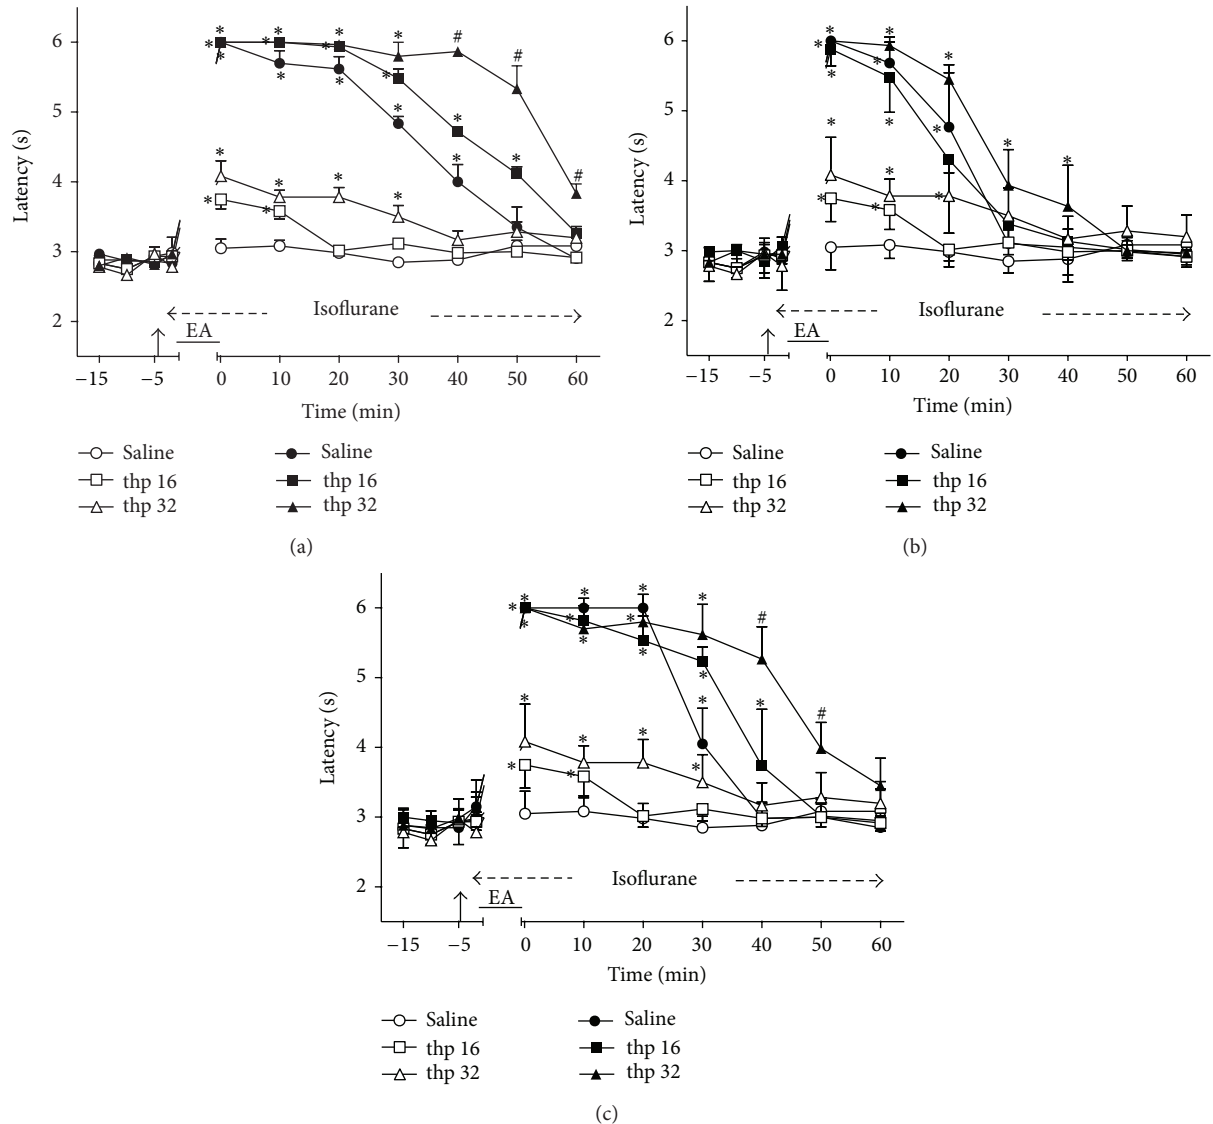 6
5
4
3
2
Latency (s)
* * * * # # #
* * * * * *
* * * * *
* * * *
* *
Isoflurane
EA
−15 −5 0 10 20 30 40 50 60
Time (min)
Saline Saline
thp 16 thp 16
thp 32 thp 32
(a)
6
5
4
3
2
Latency (s)
* * * * *
* * *
* *
* * *
* *
Isoflurane
EA
−15 −5 0 10 20 30 40 50 60
Time (min)
Saline Saline
thp 16 thp 16
thp 32 thp 32
(b)
6
5
4
3
2
Latency (s)
* * * * # #
* * *
* * * * * *
* * * *
* *
Isoflurane
EA
−15 −5 0 10 20 30 40 50 60
Time (min)
Saline Saline
thp 16 thp 16
thp 32 thp 32
(c)